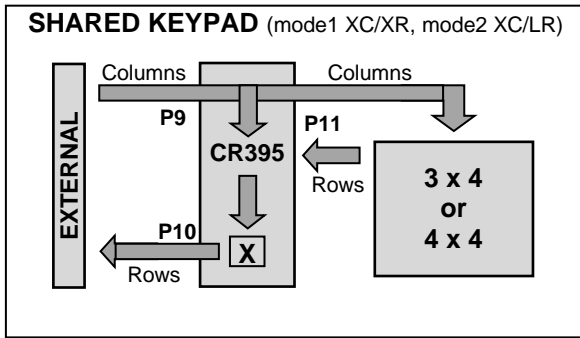 SHARED KEYPAD (mode1 XC/XR, mode2 XC/LR)
Columns
Columns
P9
P11
EXTERNAL
CR395
Rows
3 x 4
or
4 x 4
P10
X
Rows